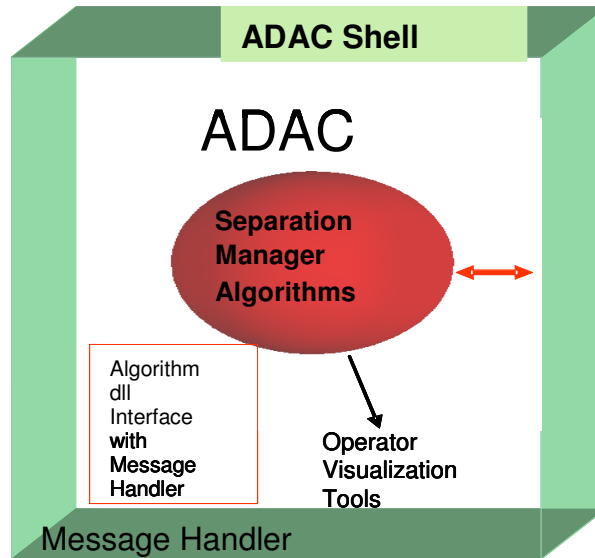 ADAC Shell
ADAC
Separation
Manager
Algorithms
Algorithm
dll
Interface
with
Message
Handler
Operator
Visualization
Tools
Message Handler